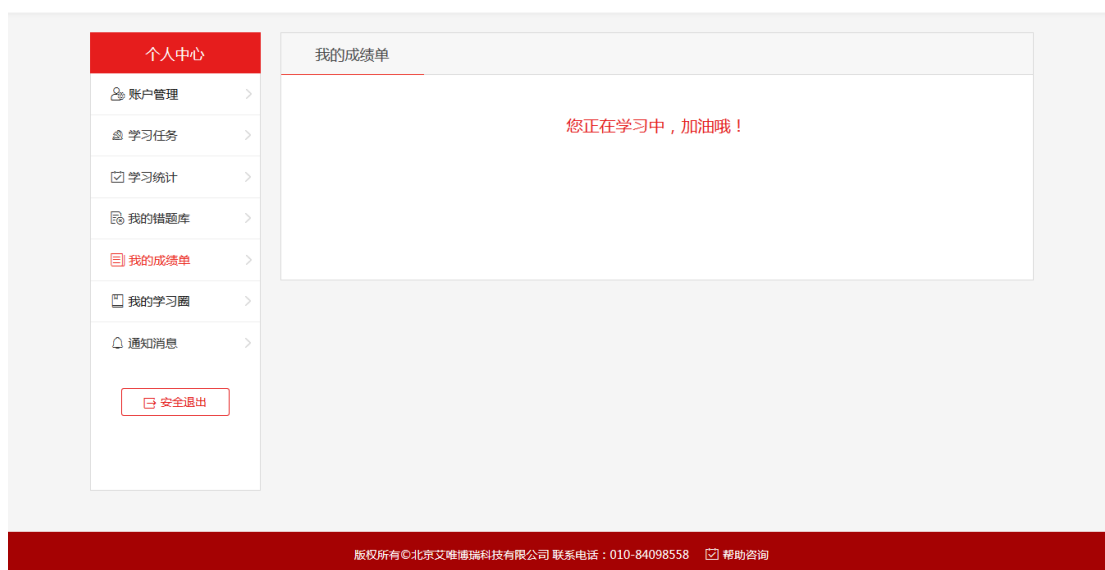 个人中心
账户管理
学习任务
学习统计
我的错题库
我的成绩单
我的学习圈
通知消息
安全退出
我的成绩单
您正在学习中，加油哦！
版权所有©北京艾唯博瑞科技有限公司 联系电话：010-84098558 帮助咨询